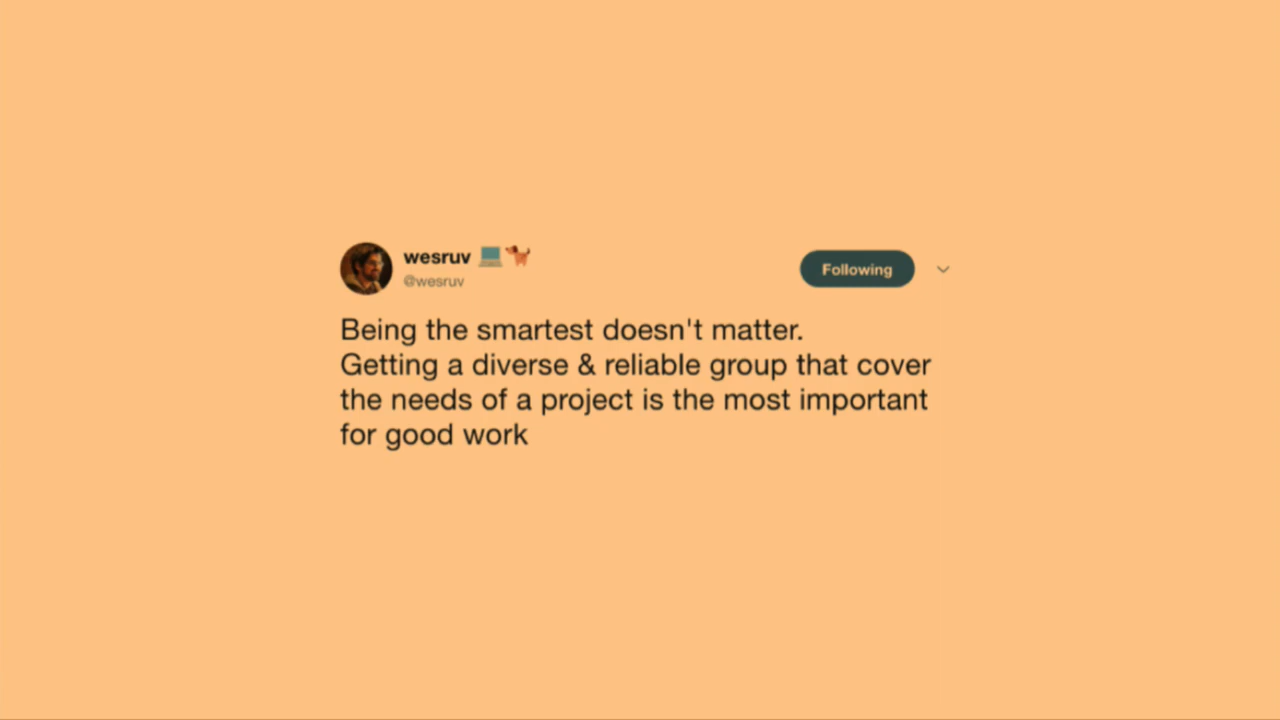 wesruv 💻🐕
@wesruv
Following
Being the smartest doesn't matter.
Getting a diverse & reliable group that cover
the needs of a project is the most important
for good work